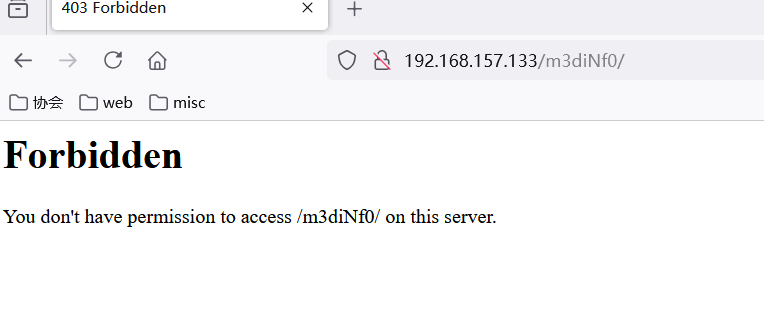 403 Forbidden
192.168.157.133/m3diNf0/
协会 web misc
Forbidden
You don't have permission to access /m3diNf0/ on this server.